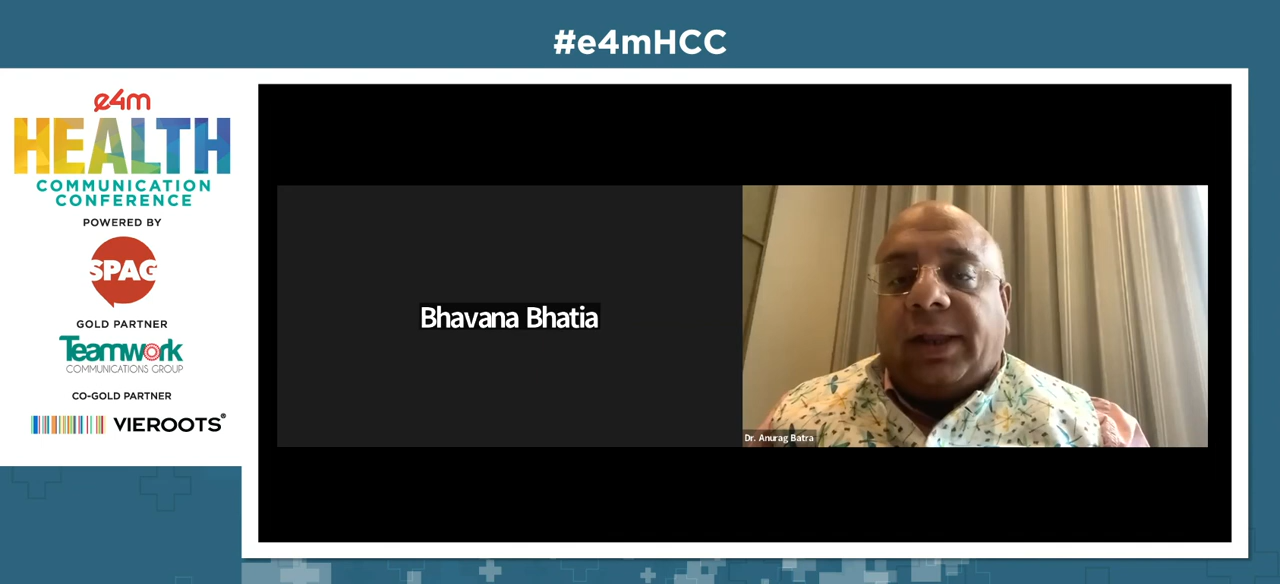 #e4mHCC
e4m
HEALTH
COMMUNICATION
CONFERENCE
POWERED BY
SPAG
GOLD PARTNER
Teamwork
COMMUNICATIONS GROUP
CO-GOLD PARTNER
VIEROOTS®
Bhavana Bhatia
Dr. Anurag Batra